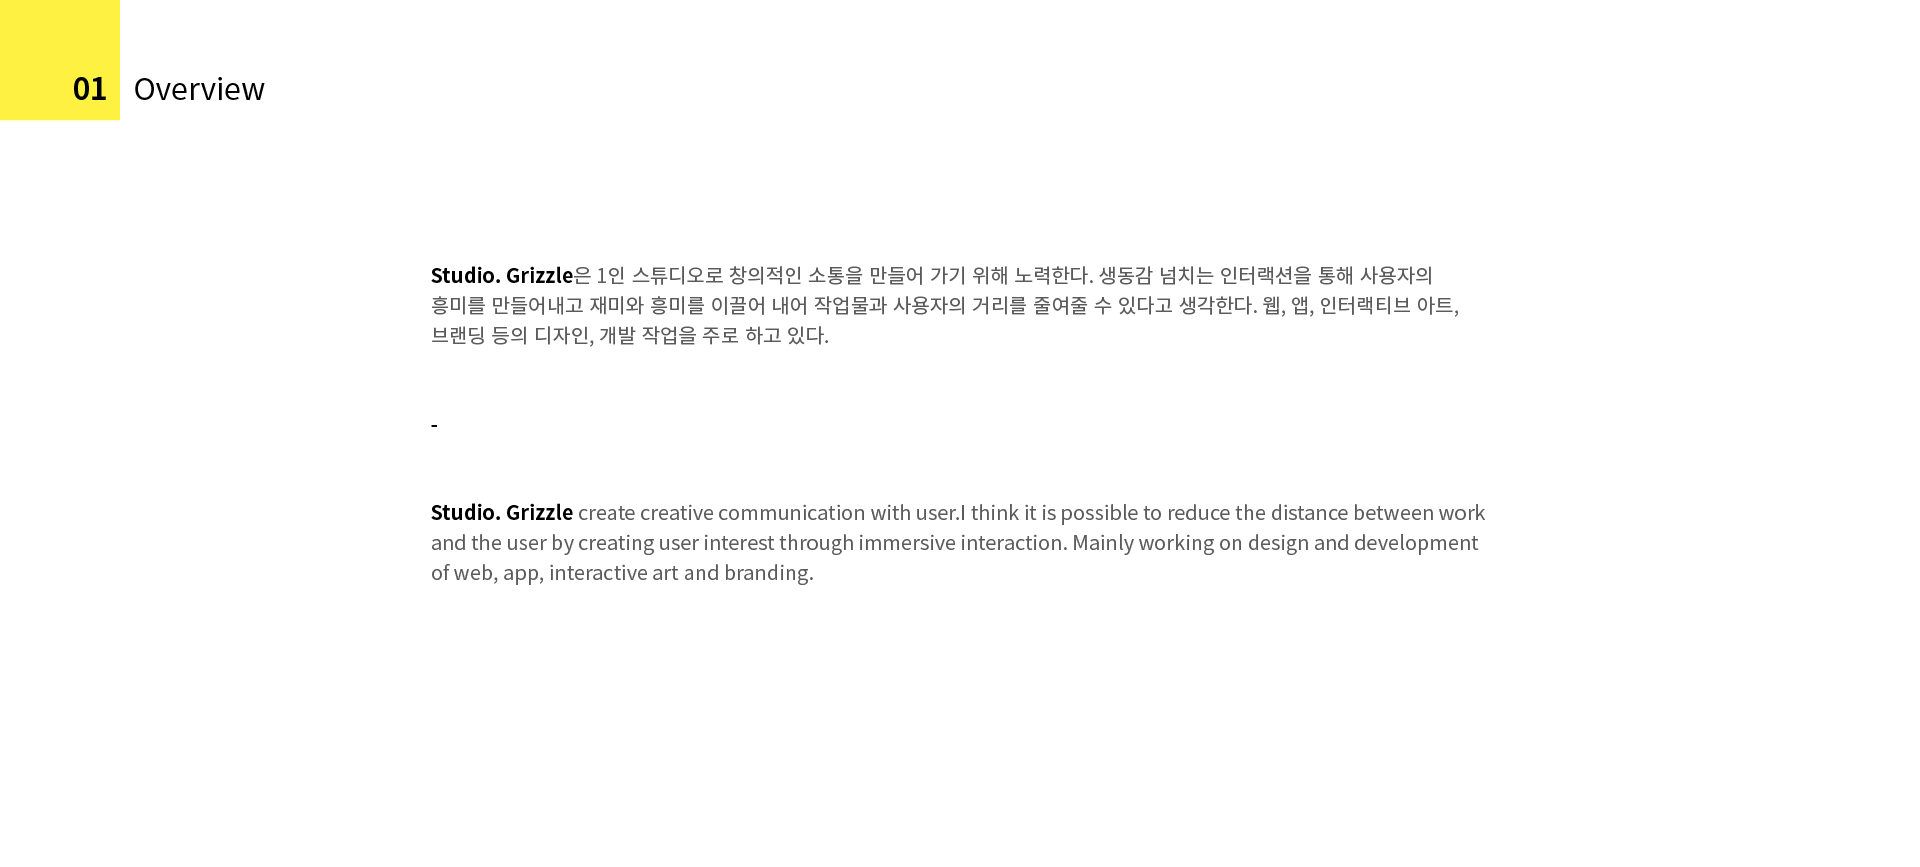 01 Overview
Studio. Grizzle은 1인 스튜디오로 창의적인 소통을 만들어 가기 위해 노력한다. 생동감 넘치는 인터랙션을 통해 사용자의
흥미를 만들어내고 재미와 흥미를 이끌어 내어 작업물과 사용자의 거리를 줄여줄 수 있다고 생각한다. 웹, 앱, 인터랙티브 아트,
브랜딩 등의 디자인, 개발 작업을 주로 하고 있다.
-
Studio. Grizzle create creative communication with user.I think it is possible to reduce the distance between work
and the user by creating user interest through immersive interaction. Mainly working on design and development
of web, app, interactive art and branding.